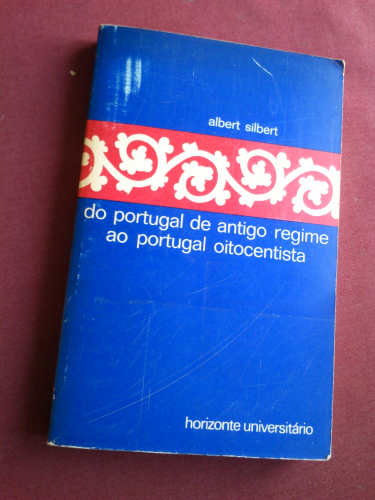 albert silbert
do portugal de antigo regime
ao portugal oitocentista
horizonte universitário